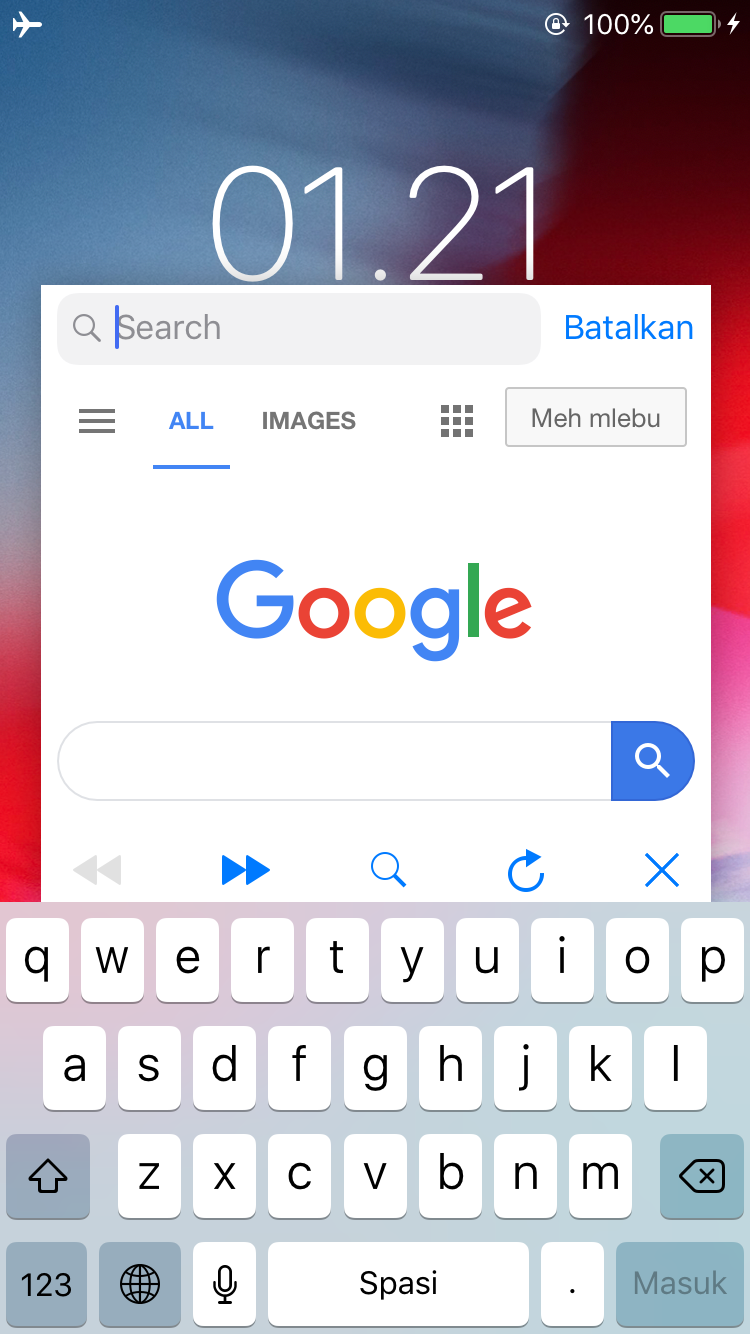 100%
01.21
Search Batalkan
ALL IMAGES Meh mlebu
Google
q w e r t y u i o p
a s d f g h j k l
z x c v b n m
123 Spasi . Masuk